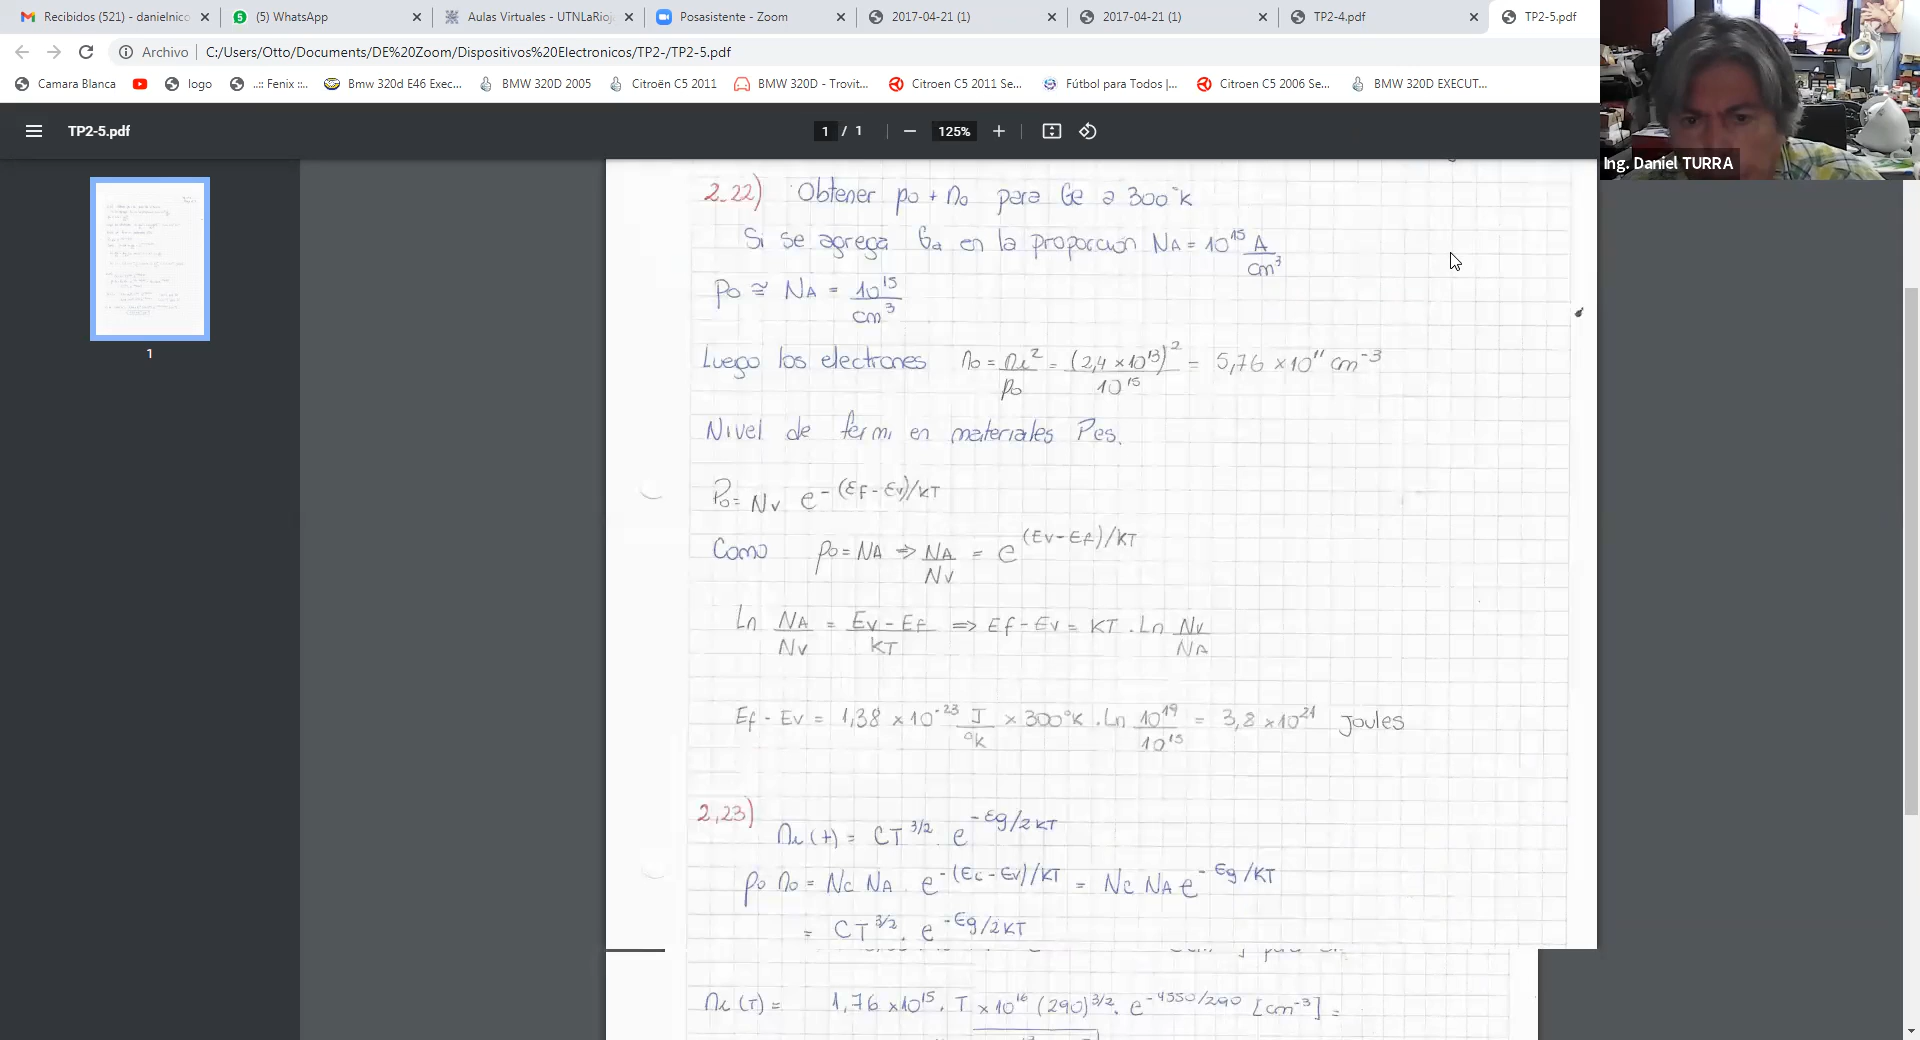 Recibidos (521) - danielnico
(5) WhatsApp
Aulas Virtuales - UTNLaRioj
Posasistente - Zoom
2017-04-21 (1)
2017-04-21 (1)
TP2-4.pdf
TP2-5.pdf
Archivo C:/Users/Otto/Documents/DE%20Zoom/Dispositivos%20Electronicos/TP2-/TP2-5.pdf
Camara Blanca
logo
..:: Fenix ::..
Bmw 320d E46 Exec...
BMW 320D 2005
Citroën C5 2011
BMW 320D - Trovit...
Citroen C5 2011 Se...
Fútbol para Todos |...
Citroen C5 2006 Se...
BMW 320D EXECUT...
TP2-5.pdf
1 / 1
125%
Ing. Daniel TURRA
1
2.22) Obtener po + no para Ge a 300°k
Si se agrega Ga en la proporcion NA = 10^15 A/cm^3
po ≅ NA = 10^15/cm^3
Luego los electrones no = ni^2/po = (2,4 x 10^13)^2/10^15 = 5,76 x 10^11 cm^-3
Nivel de fermi en materiales Pes.
Po = Nv e^-(Ef - Ev)/KT
Como po = NA ⇒ NA/Nv = e^(Ev - Ef)/KT
Ln NA/Nv = Ev - Ef/KT ⇒ Ef - Ev = KT . Ln Nv/NA
Ef - Ev = 1,38 x 10^-23 J/°k x 300°k . Ln 10^19/10^15 = 3,8 x 10^21 Joules
2,23)
ni(t) = CT^3/2 . e^-Eg/2KT
po no = Nc NA . e^-(Ec - Ev)/KT = Nc NA e^-Eg/KT
= CT^3/2 . e^-Eg/2KT
ni(T) = 1,76 x 10^15 . T x 10^16 (290)^3/2 . e^-4550/290 [cm^-3] =